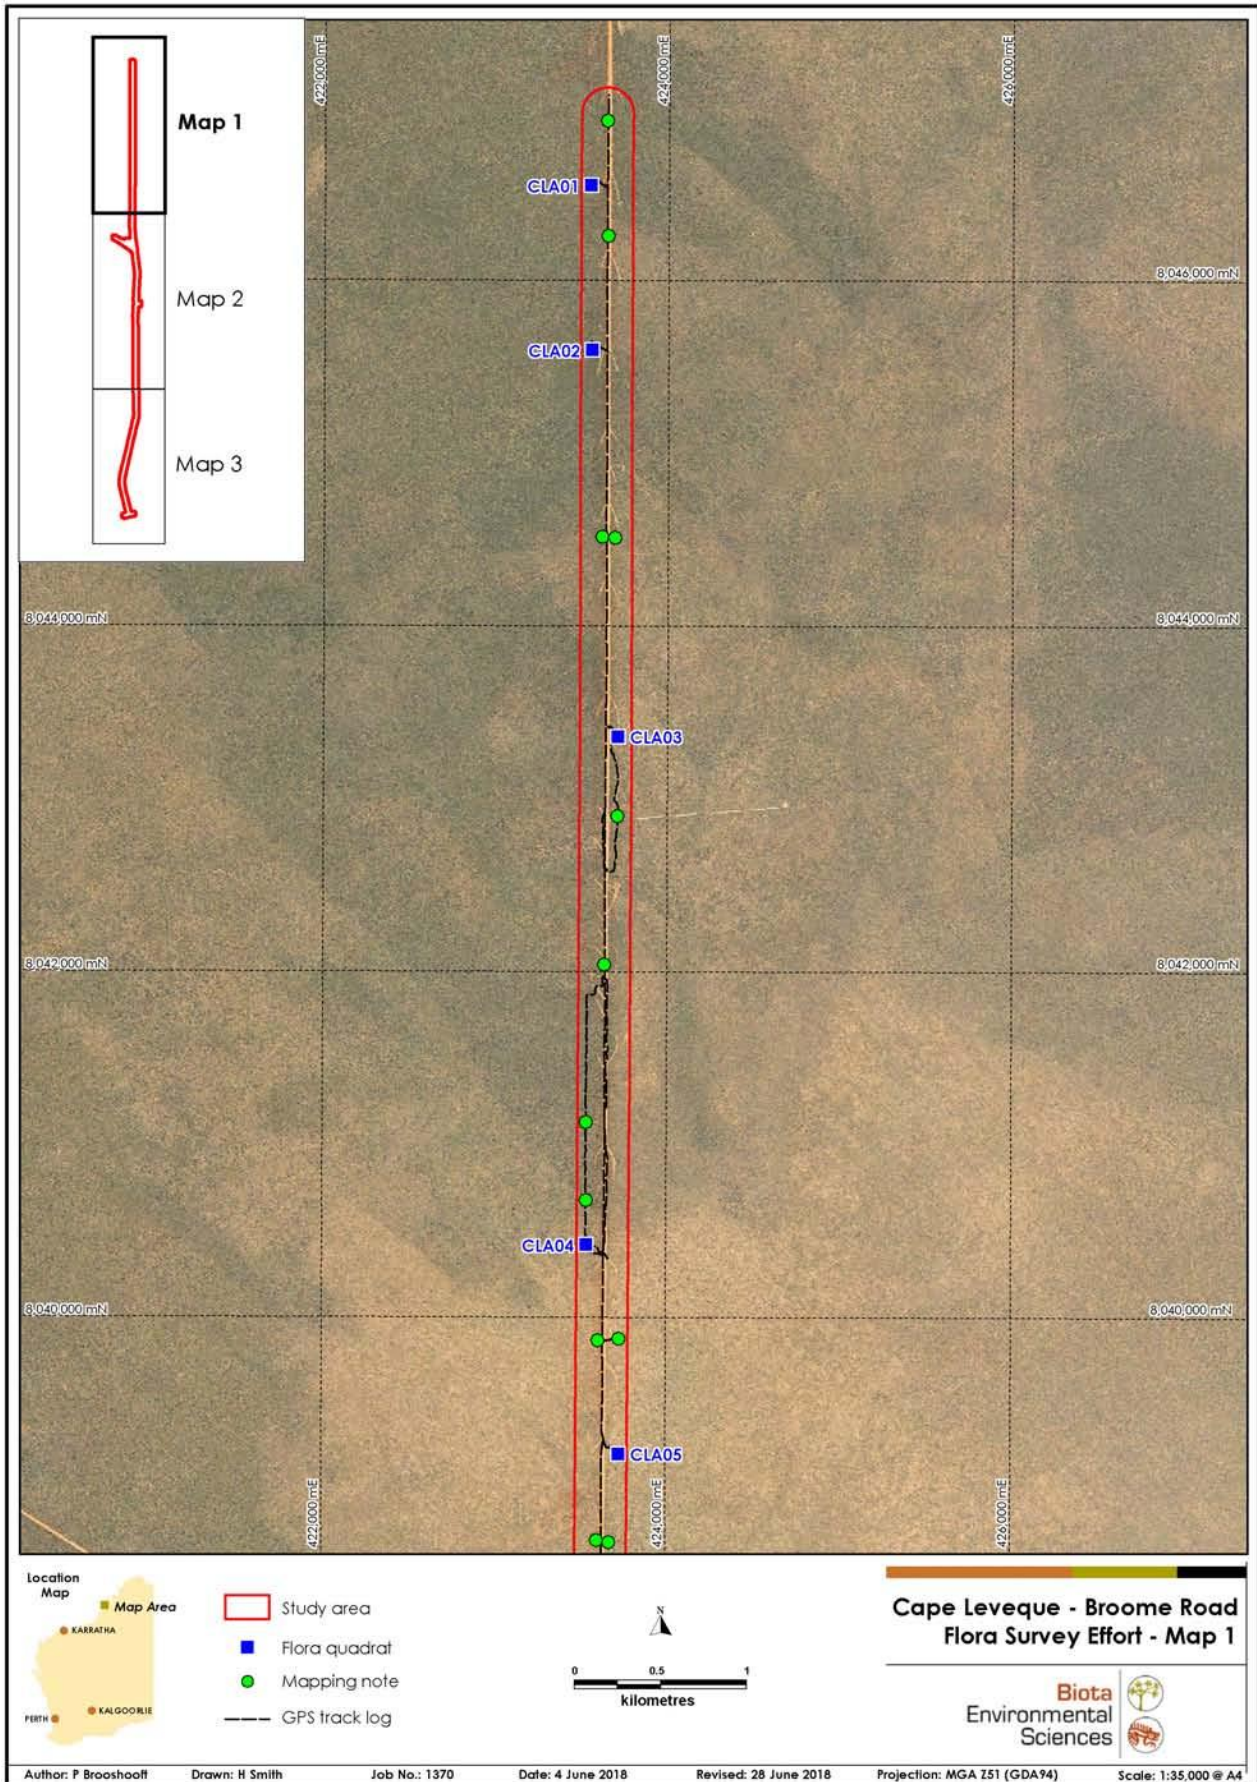 Map 1
Map 2
Map 3
422,000 mE
424,000 mE
426,000 mE
CLA01
8,046,000 mN
CLA02
8,044,000 mN
8,044,000 mN
CLA03
8,042,000 mN
8,042,000 mN
CLA04
8,040,000 mN
8,040,000 mN
CLA05
422,000 mE
424,000 mE
426,000 mE
Location
Map
Map Area
KARRATHA
KALGOORLIE
PERTH
Study area
Flora quadrat
Mapping note
GPS track log
N
0 0.5 1
kilometres
Cape Leveque - Broome Road
Flora Survey Effort - Map 1
Biota
Environmental
Sciences
Author: P Brooshooft Drawn: H Smith Job No.: 1370 Date: 4 June 2018 Revised: 28 June 2018 Projection: MGA Z51 (GDA94) Scale: 1:35,000 @ A4